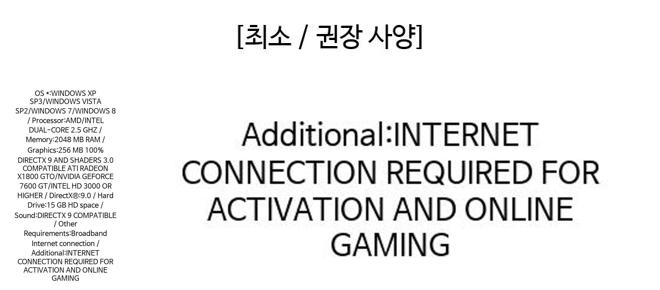 [최소 / 권장 사양]
OS *:WINDOWS XP
SP3/WINDOWS VISTA
SP2/WINDOWS 7/WINDOWS 8
/ Processor:AMD/INTEL
DUAL-CORE 2.5 GHZ /
Memory:2048 MB RAM /
Graphics:256 MB 100%
DIRECTX 9 AND SHADERS 3.0
COMPATIBLE ATI RADEON
X1800 GTO/NVIDIA GEFORCE
7600 GT/INTEL HD 3000 OR
HIGHER / DirectX®:9.0 / Hard
Drive:15 GB HD space /
Sound:DIRECTX 9 COMPATIBLE
/ Other
Requirements:Broadband
Internet connection /
Additional:INTERNET
CONNECTION REQUIRED FOR
ACTIVATION AND ONLINE
GAMING
Additional:INTERNET
CONNECTION REQUIRED FOR
ACTIVATION AND ONLINE
GAMING